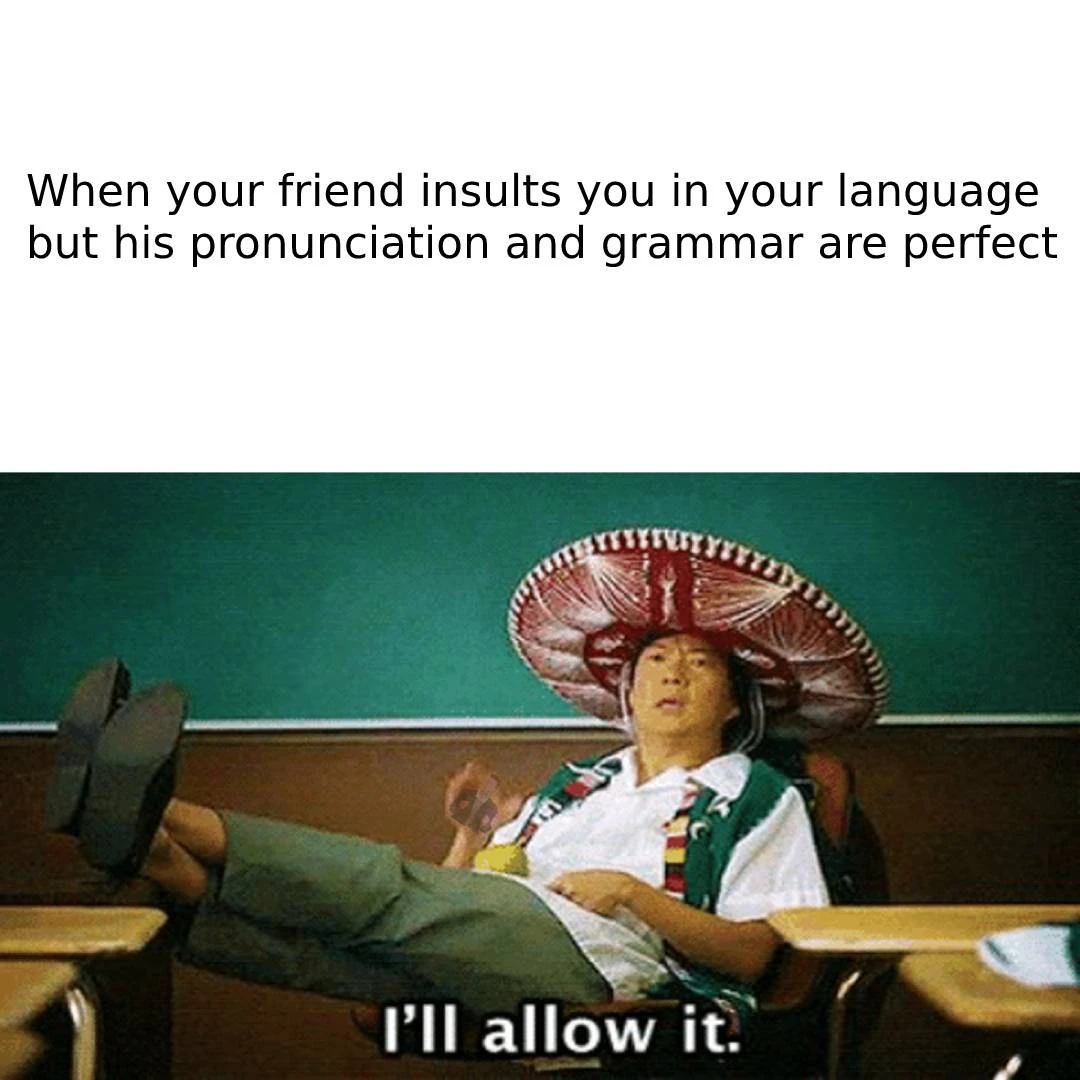 When your friend insults you in your language
but his pronunciation and grammar are perfect
I'll allow it.